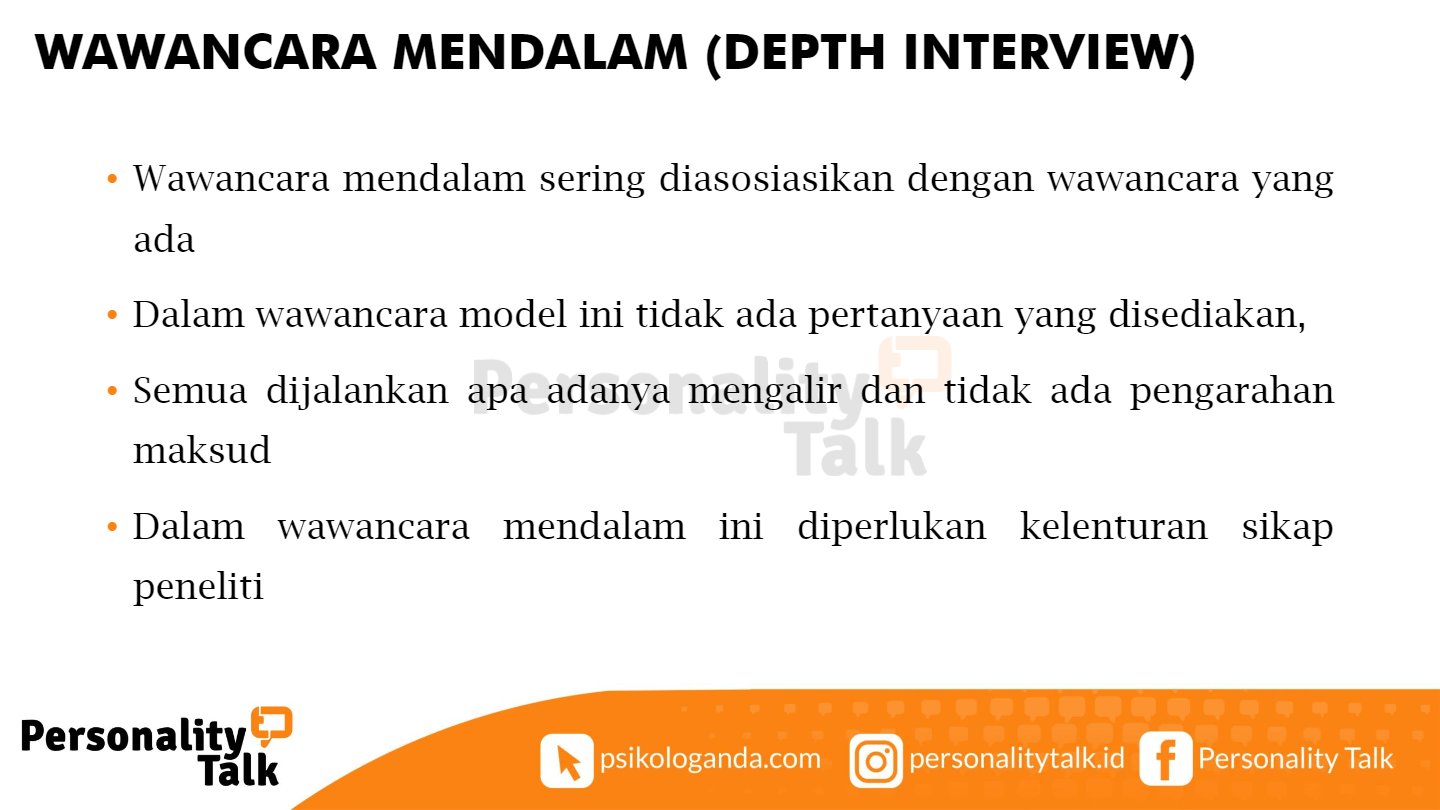 WAWANCARA MENDALAM (DEPTH INTERVIEW)
• Wawancara mendalam sering diasosiasikan dengan wawancara yang
ada
• Dalam wawancara model ini tidak ada pertanyaan yang disediakan,
• Semua dijalankan apa adanya mengalir dan tidak ada pengarahan
maksud
• Dalam wawancara mendalam ini diperlukan kelenturan sikap
peneliti
Personality
Talk
Personality
Talk
psikologanda.com
personalitytalk.id
Personality Talk